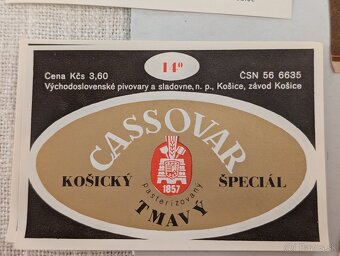 14º
Cena Kčs 3,60
ČSN 56 6635
Východoslovenské pivovary a sladovne, n. p., Košice, závod Košice
CASSOVAR
KOŠICKÝ
ŠPECIÁL
1857
pasterizovaný
TMAVÝ